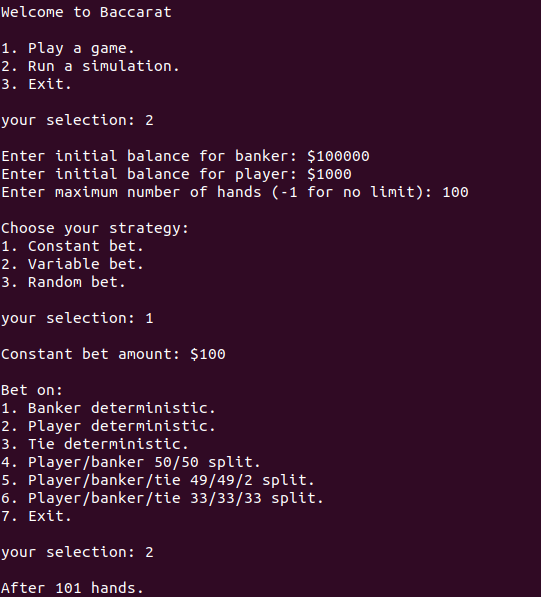 Welcome to Baccarat
1. Play a game.
2. Run a simulation.
3. Exit.
your selection: 2
Enter initial balance for banker: $100000
Enter initial balance for player: $1000
Enter maximum number of hands (-1 for no limit): 100
Choose your strategy:
1. Constant bet.
2. Variable bet.
3. Random bet.
your selection: 1
Constant bet amount: $100
Bet on:
1. Banker deterministic.
2. Player deterministic.
3. Tie deterministic.
4. Player/banker 50/50 split.
5. Player/banker/tie 49/49/2 split.
6. Player/banker/tie 33/33/33 split.
7. Exit.
your selection: 2
After 101 hands.